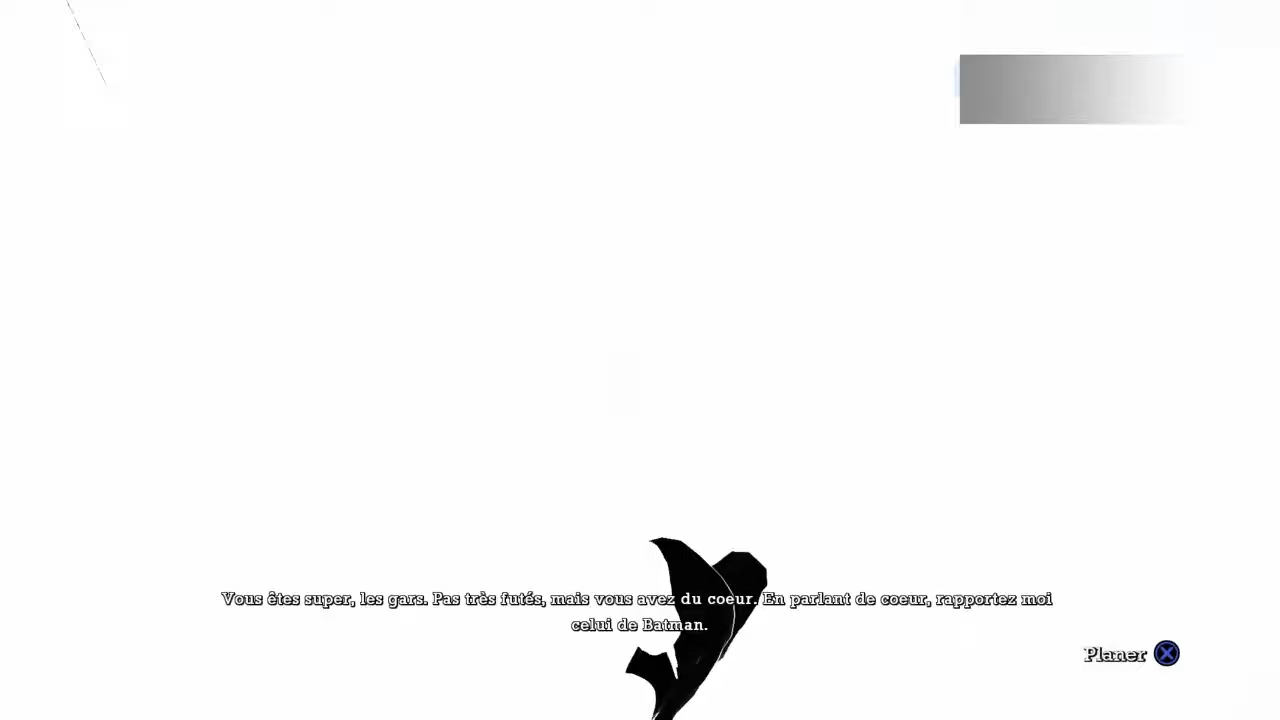 Vous êtes super, les gars. Pas très futés, mais vous avez du coeur. En parlant de coeur, rapportez moi
celui de Batman.
Planer